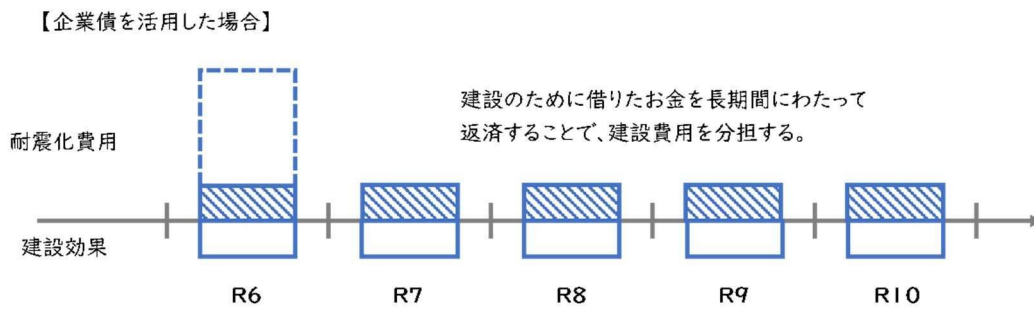 【企業債を活用した場合】
建設のために借りたお金を長期間にわたって
返済することで、建設費用を分担する。
耐震化費用
建設効果
R6 R7 R8 R9 R10